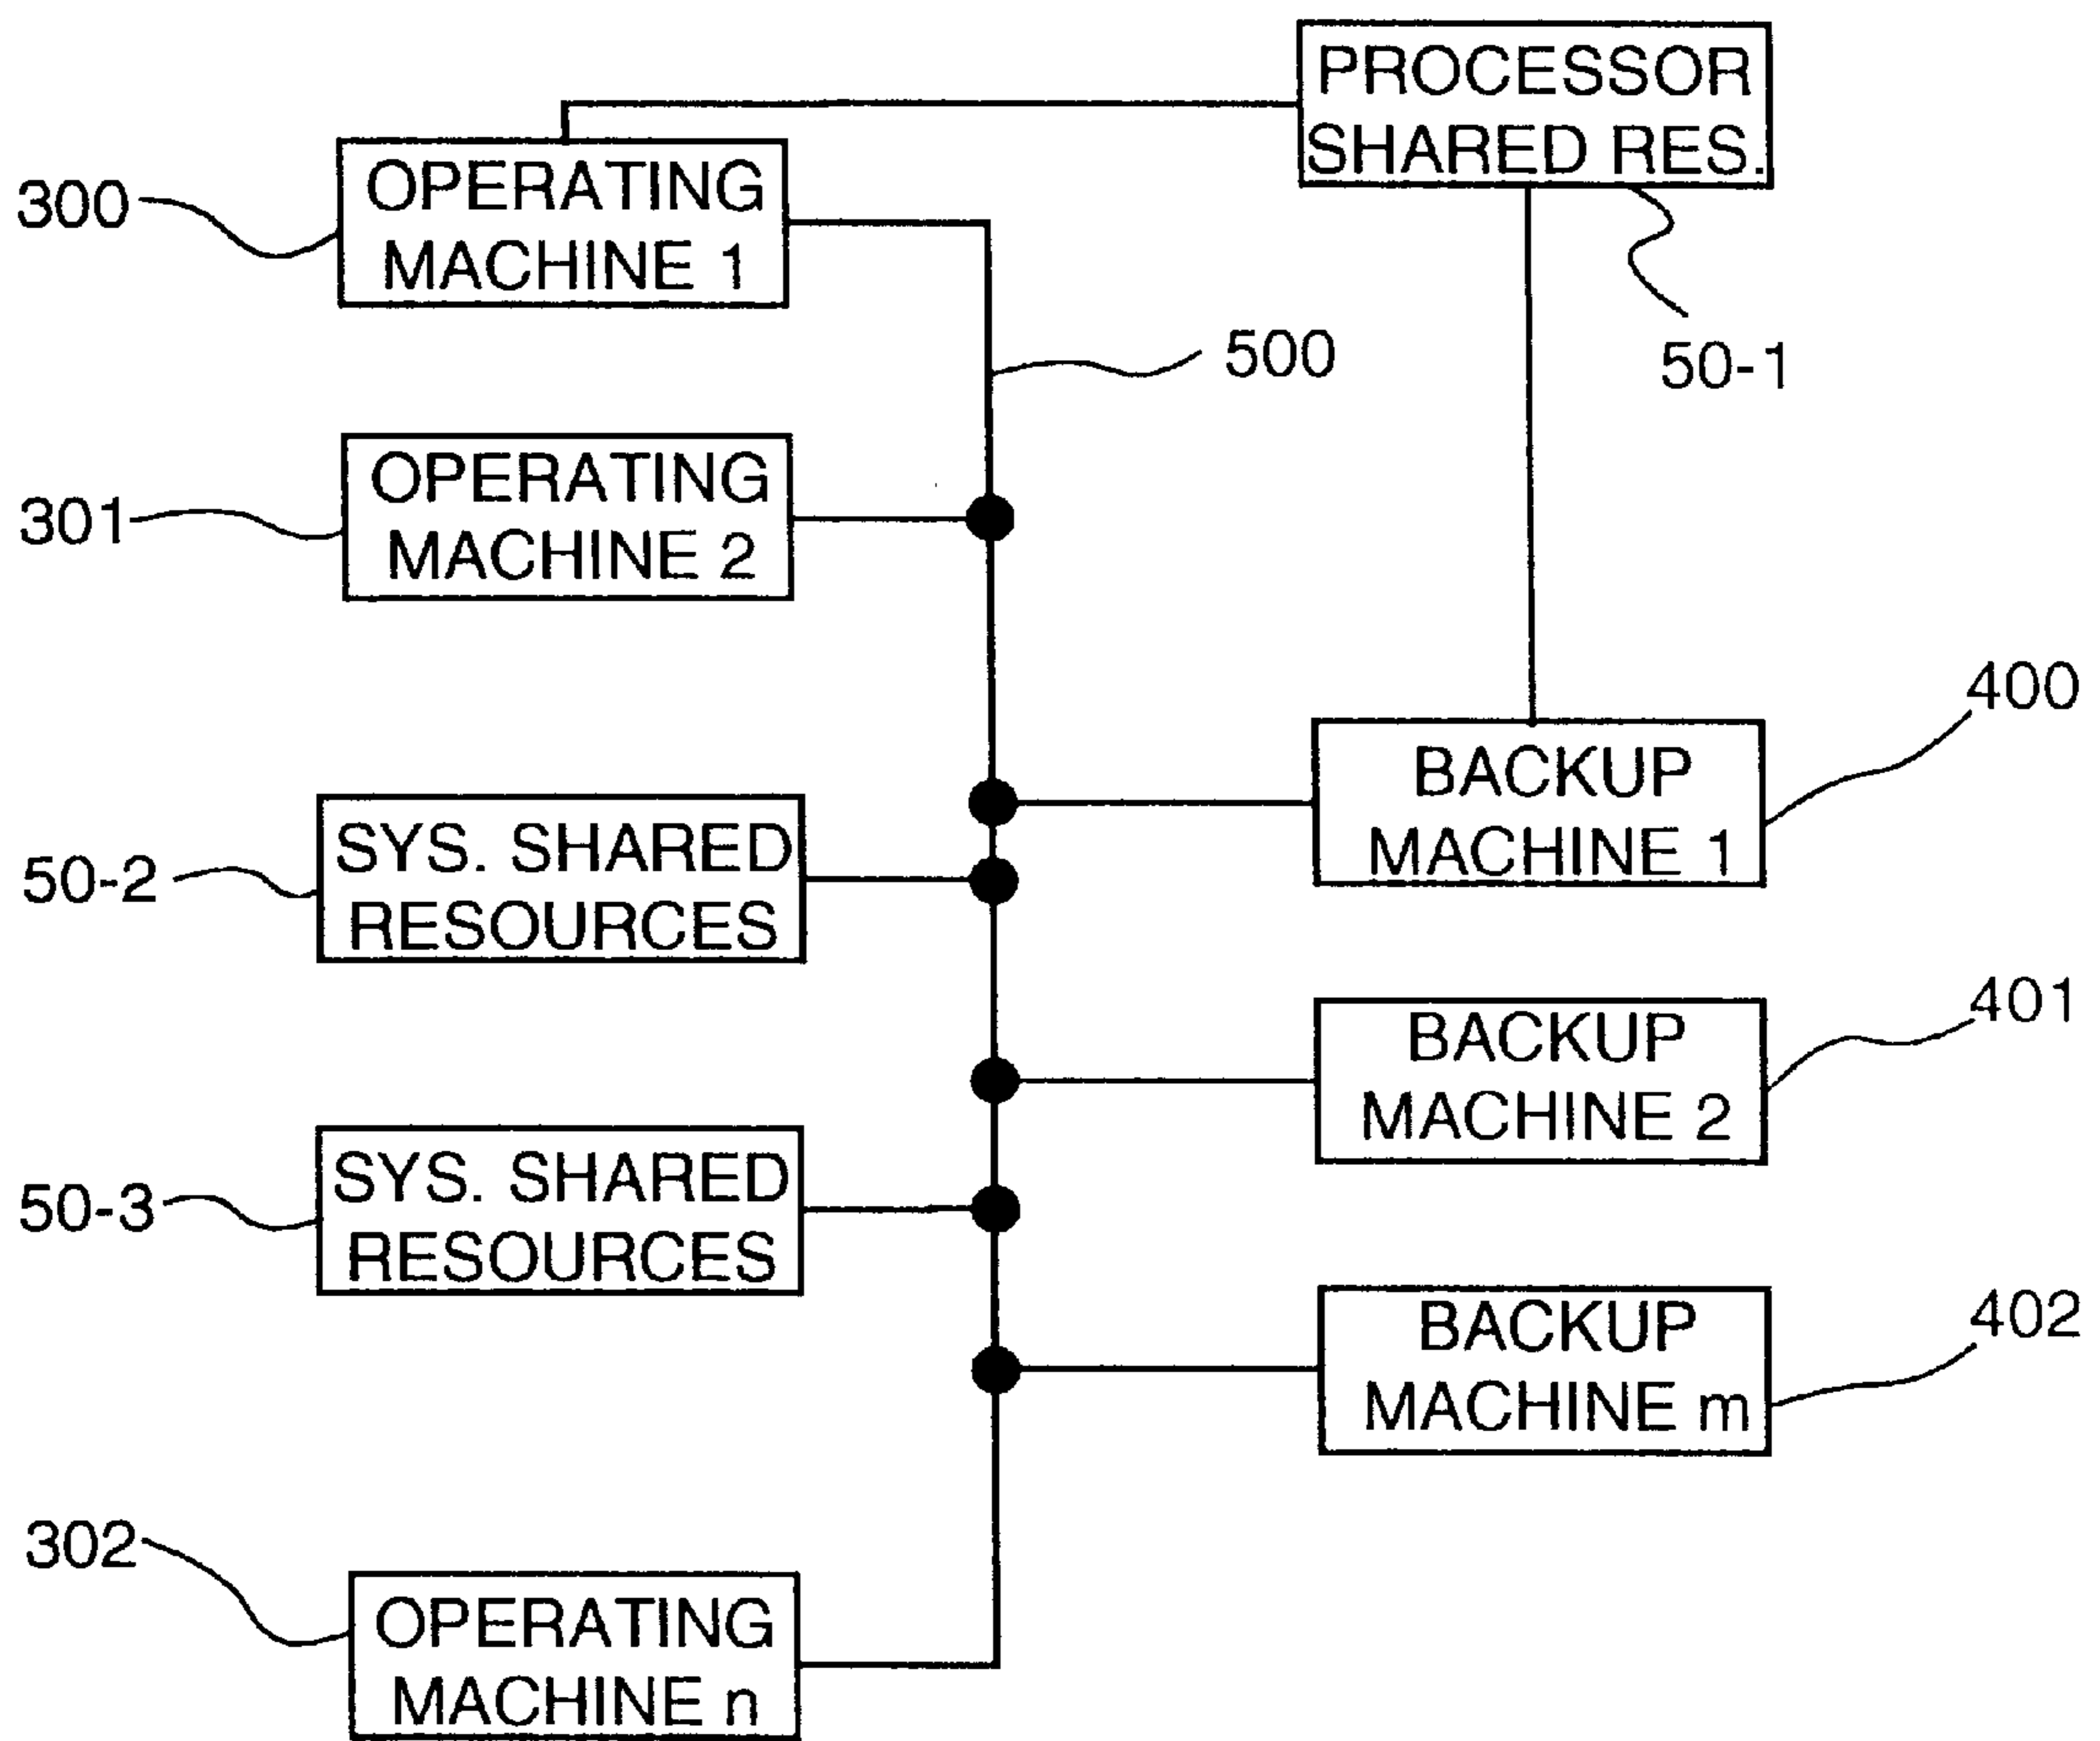 PROCESSOR
SHARED RES.
50-1
300
OPERATING
MACHINE 1
500
301
OPERATING
MACHINE 2
400
BACKUP
MACHINE 1
50-2
SYS. SHARED
RESOURCES
401
BACKUP
MACHINE 2
50-3
SYS. SHARED
RESOURCES
402
BACKUP
MACHINE m
302
OPERATING
MACHINE n